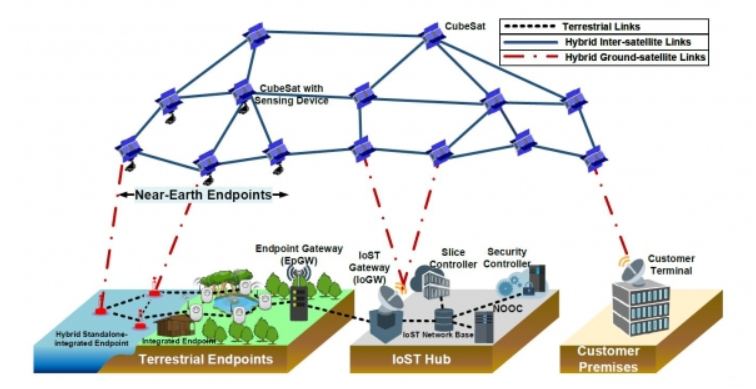 CubeSat
Terrestrial Links
Hybrid Inter-satellite Links
Hybrid Ground-satellite Links
CubeSat with
Sensing Device
Near-Earth Endpoints
Endpoint Gateway
(EpGW)
IoST
Gateway
(IoGW)
Slice
Controller
Security
Controller
Customer
Terminal
NOOC
Hybrid Standalone-
integrated Endpoint
Integrated Endpoint
IoST Network Base
Terrestrial Endpoints
IoST Hub
Customer
Premises